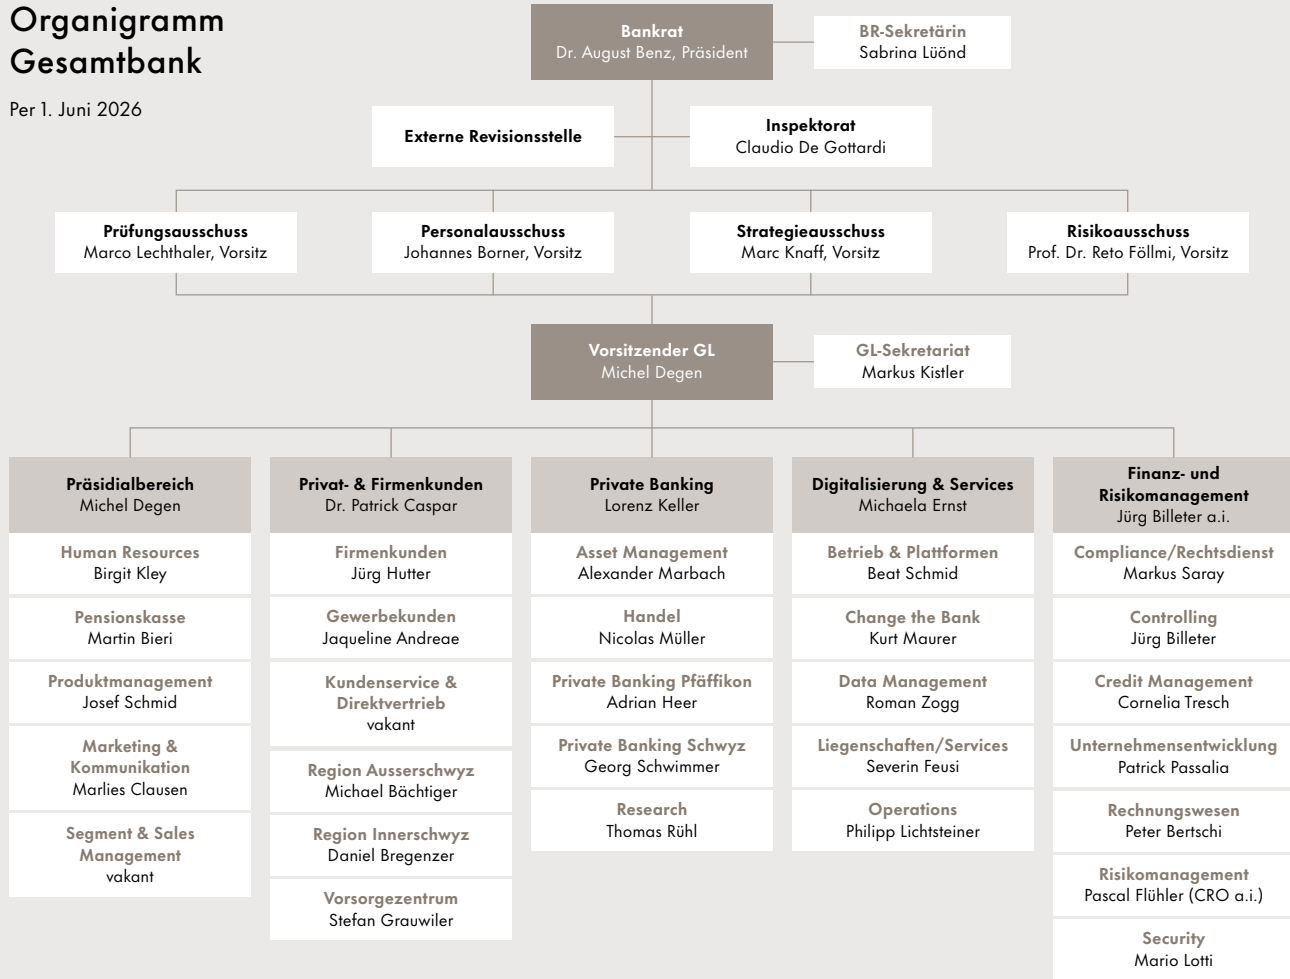 Organigramm
Gesamtbank
Per 1. Juni 2026
Bankrat
Dr. August Benz, Präsident
BR-Sekretärin
Sabrina Lüönd
Externe Revisionsstelle
Inspektorat
Claudio De Gottardi
Prüfungsausschuss
Marco Lechthaler, Vorsitz
Personalausschuss
Johannes Borner, Vorsitz
Strategieausschuss
Marc Knaff, Vorsitz
Risikoausschuss
Prof. Dr. Reto Föllmi, Vorsitz
Vorsitzender GL
Michel Degen
GL-Sekretariat
Markus Kistler
Präsidialbereich
Michel Degen
Human Resources
Birgit Kley
Pensionskasse
Martin Bieri
Produktmanagement
Josef Schmid
Marketing &
Kommunikation
Marlies Clausen
Segment & Sales
Management
vakant
Privat- & Firmenkunden
Dr. Patrick Caspar
Firmenkunden
Jürg Hutter
Gewerbekunden
Jaqueline Andreae
Kundenservice &
Direktvertrieb
vakant
Region Ausserschwyz
Michael Bächtiger
Region Innerschwyz
Daniel Bregenzer
Vorsorgezentrum
Stefan Grauwiler
Private Banking
Lorenz Keller
Asset Management
Alexander Marbach
Handel
Nicolas Müller
Private Banking Pfäffikon
Adrian Heer
Private Banking Schwyz
Georg Schwimmer
Research
Thomas Rühl
Digitalisierung & Services
Michaela Ernst
Betrieb & Plattformen
Beat Schmid
Change the Bank
Kurt Maurer
Data Management
Roman Zogg
Liegenschaften/Services
Severin Feusi
Operations
Philipp Lichtsteiner
Finanz- und
Risikomanagement
Jürg Billeter a.i.
Compliance/Rechtsdienst
Markus Saray
Controlling
Jürg Billeter
Credit Management
Cornelia Tresch
Unternehmensentwicklung
Patrick Passalia
Rechnungswesen
Peter Bertschi
Risikomanagement
Pascal Flühler (CRO a.i.)
Security
Mario Lotti